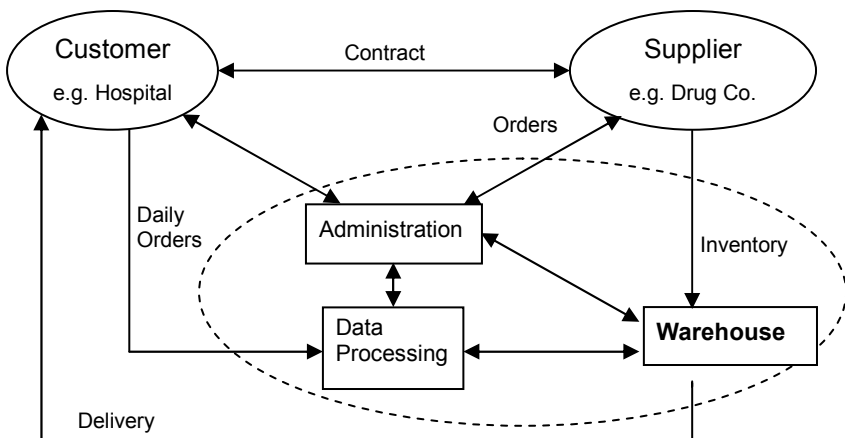 Customer
e.g. Hospital
Contract
Supplier
e.g. Drug Co.
Orders
Daily
Orders
Administration
Inventory
Data
Processing
Warehouse
Delivery